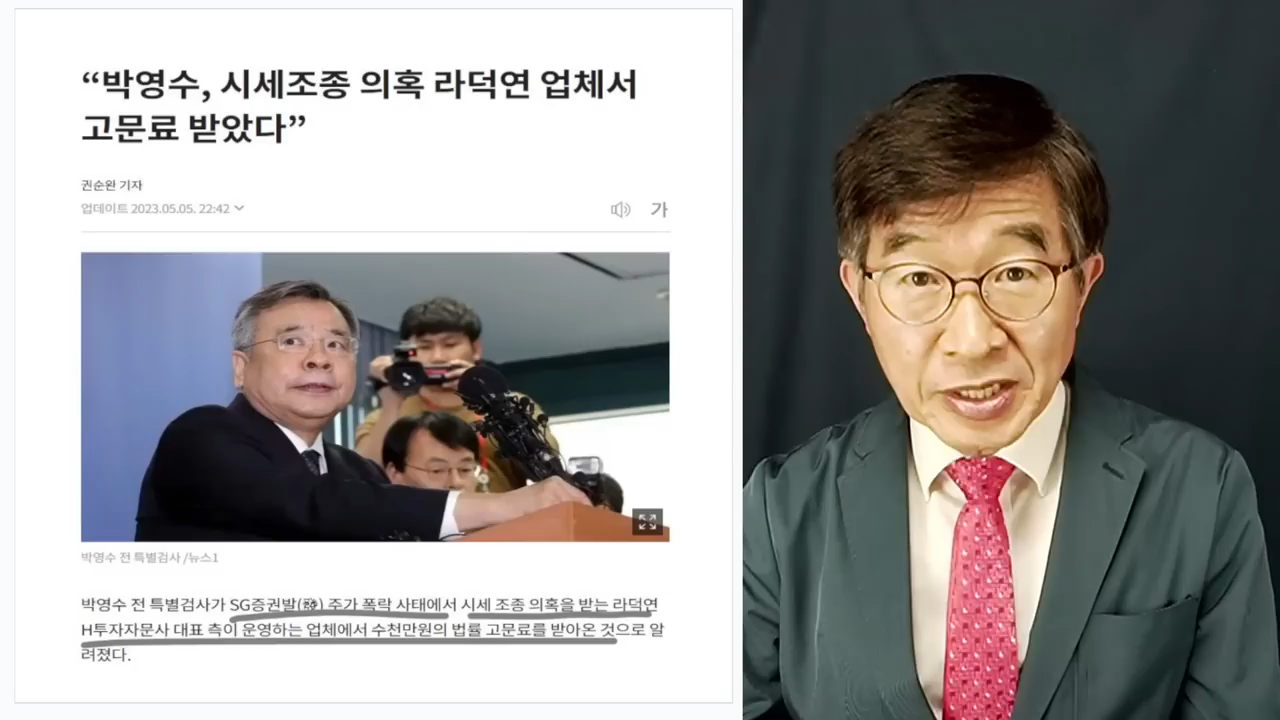 “박영수, 시세조종 의혹 라덕연 업체서
고문료 받았다”
권순완 기자
업데이트 2023.05.05. 22:42
가
박영수 전 특별검사 /뉴스1
박영수 전 특별검사가 SG증권발(發) 주가 폭락 사태에서 시세 조종 의혹을 받는 라덕연
H투자자문사 대표 측이 운영하는 업체에서 수천만원의 법률 고문료를 받아온 것으로 알
려졌다.